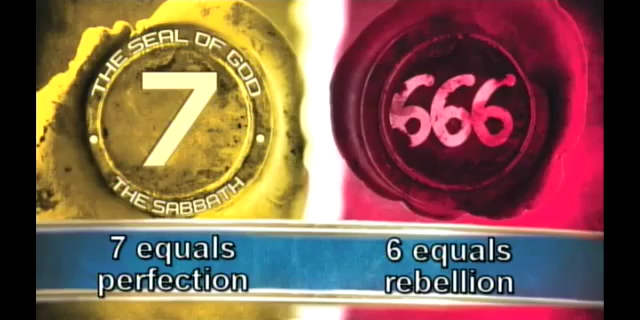 THE SEAL OF GOD
7
THE SABBATH
666
7 equals
perfection
6 equals
rebellion